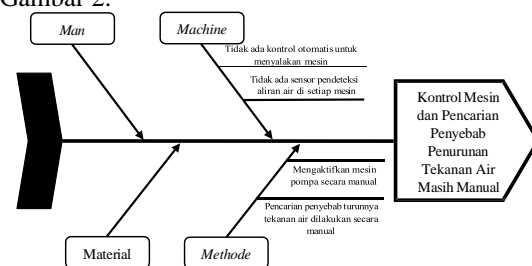 Gambar 2.
Man
Machine
Tidak ada kontrol otomatis untuk
menyalakan mesin
Tidak ada sensor pendeteksi
aliran air di setiap mesin
Kontrol Mesin
dan Pencarian
Penyebab
Penurunan
Tekanan Air
Masih Manual
Mengaktifkan mesin
pompa secara manual
Pencarian penyebab turunnya
tekanan air dilakukan secara
manual
Material
Methode